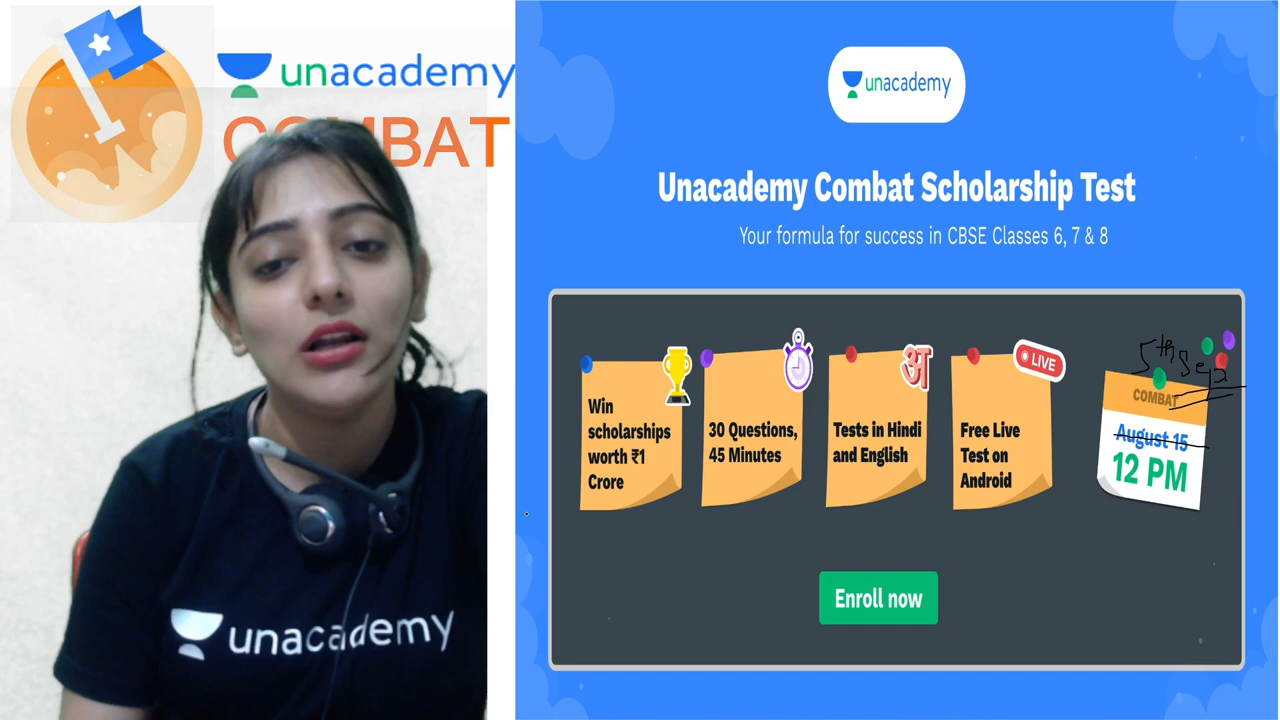 unacademy
COMBAT
unacademy
unacademy
Unacademy Combat Scholarship Test
Your formula for success in CBSE Classes 6, 7 & 8
Win
scholarships
worth ₹1
Crore
30 Questions,
45 Minutes
अ
Tests in Hindi
and English
LIVE
Free Live
Test on
Android
5th Sep
COMBAT
August 15
12 PM
Enroll now